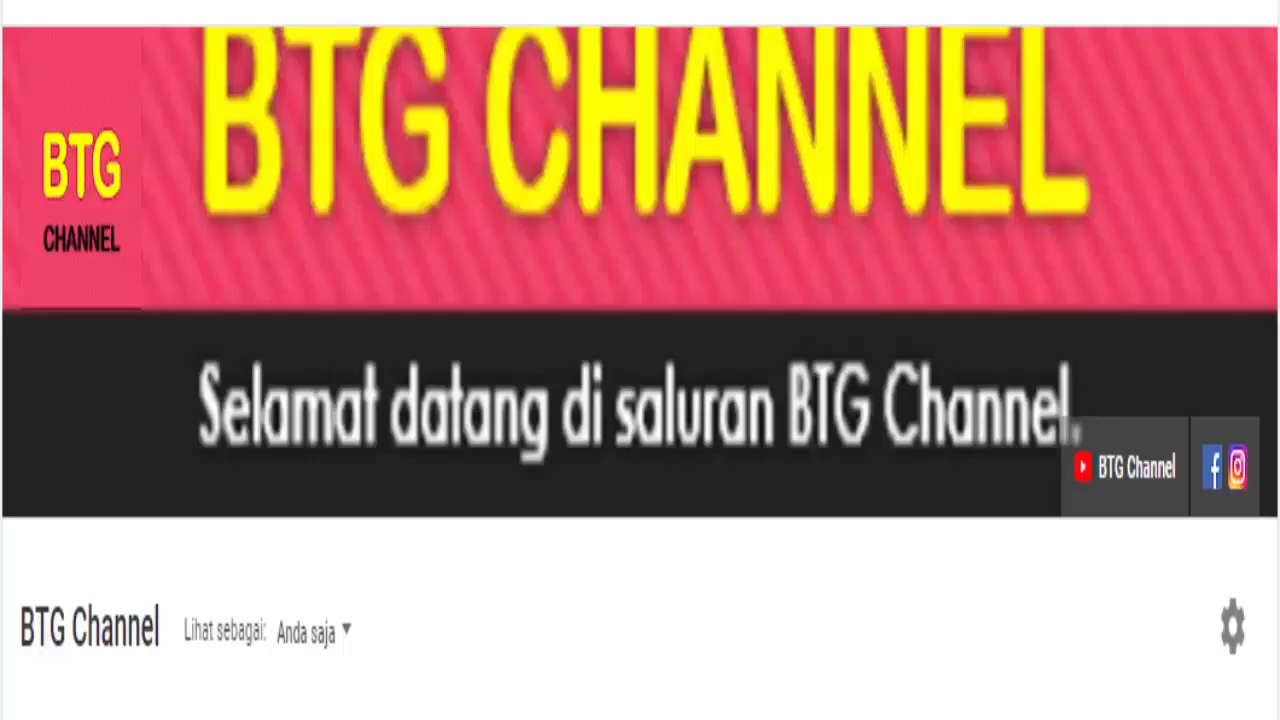 BTG CHANNEL
BTG
CHANNEL
Selamat datang di saluran BTG Channel.
BTG Channel
BTG Channel Lihat sebagai: Anda saja